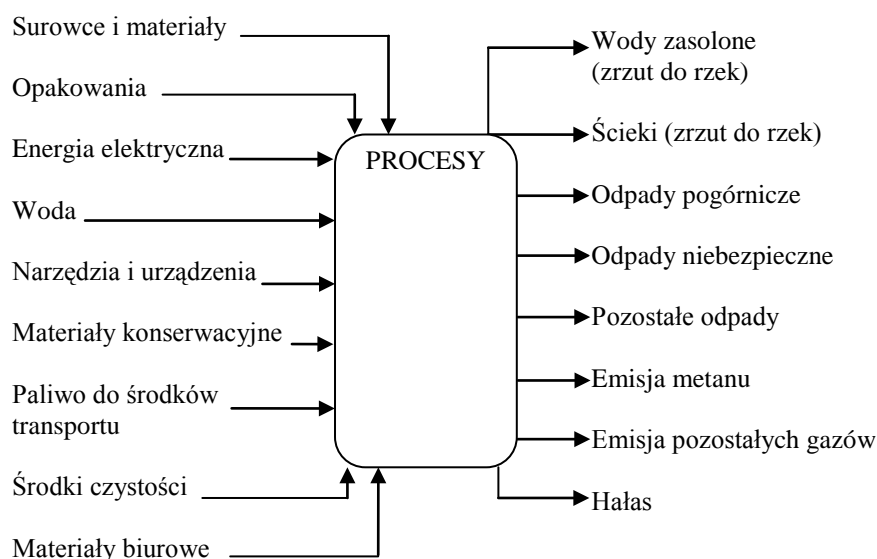 Surowce i materiały
Opakowania
Energia elektryczna
Woda
Narzędzia i urządzenia
Materiały konserwacyjne
Paliwo do środków
transportu
Środki czystości
Materiały biurowe
PROCESY
Wody zasolone
(zrzut do rzek)
Ścieki (zrzut do rzek)
Odpady pogórnicze
Odpady niebezpieczne
Pozostałe odpady
Emisja metanu
Emisja pozostałych gazów
Hałas